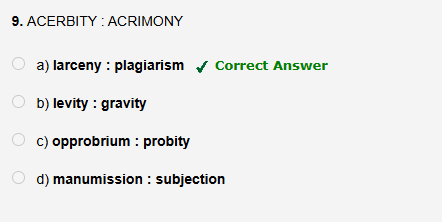 9. ACERBITY : ACRIMONY
a) larceny : plagiarism ✓ Correct Answer
b) levity : gravity
c) opprobrium : probity
d) manumission : subjection